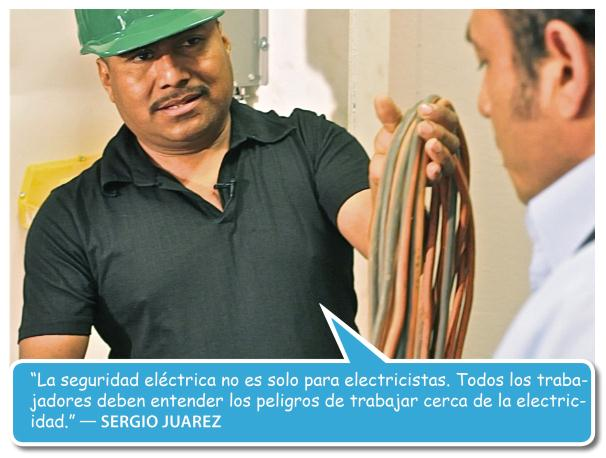 “La seguridad eléctrica no es solo para electricistas. Todos los traba-
jadores deben entender los peligros de trabajar cerca de la electric-
idad.” — SERGIO JUAREZ